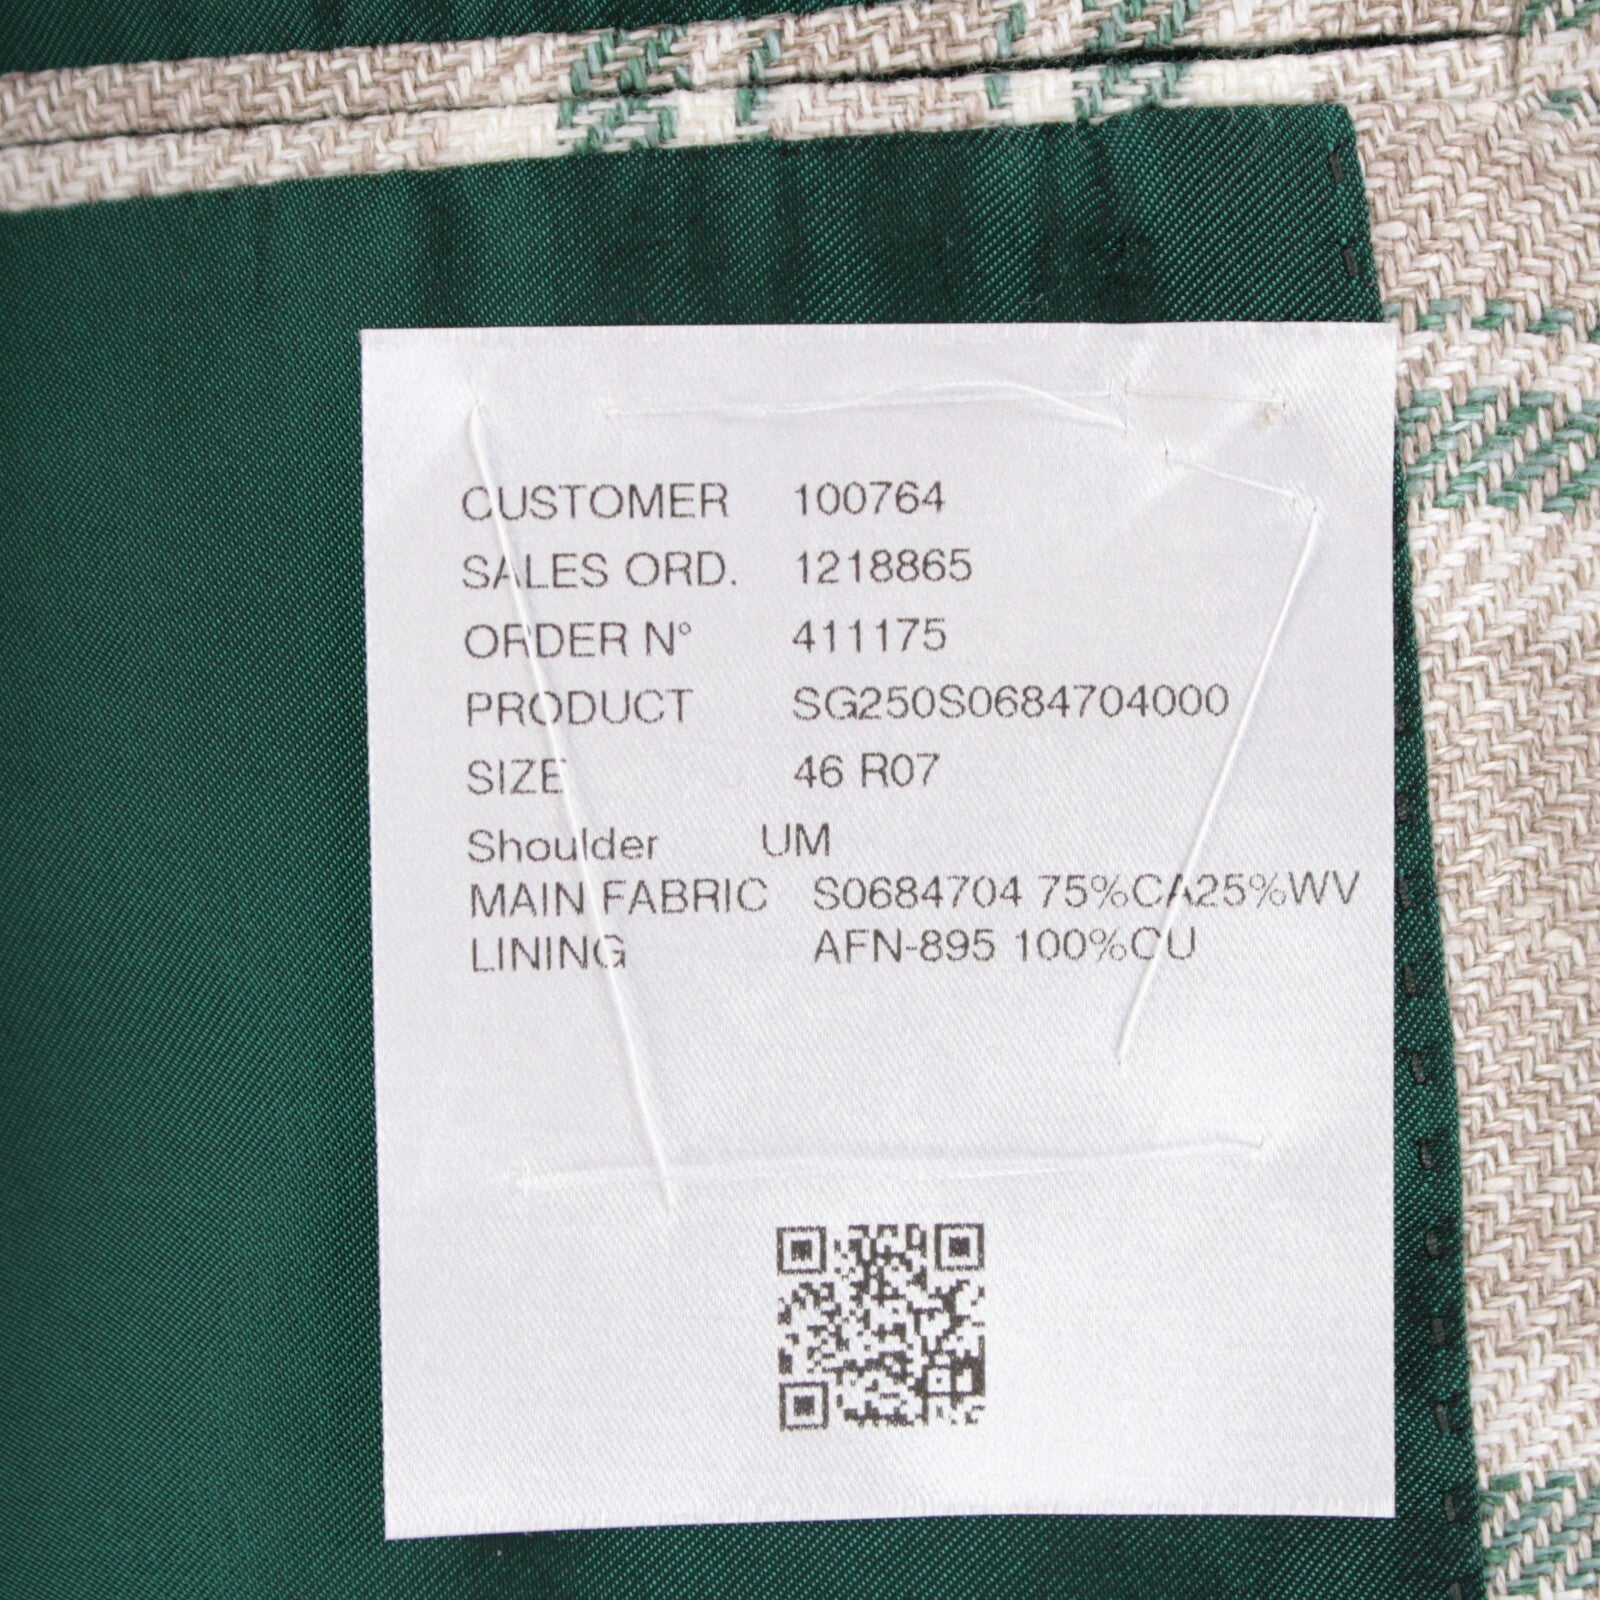 CUSTOMER 100764
SALES ORD. 1218865
ORDER N° 411175
PRODUCT SG250S0684704000
SIZE 46 R07
Shoulder UM
MAIN FABRIC S0684704 75%CA25%WV
LINING AFN-895 100%CU